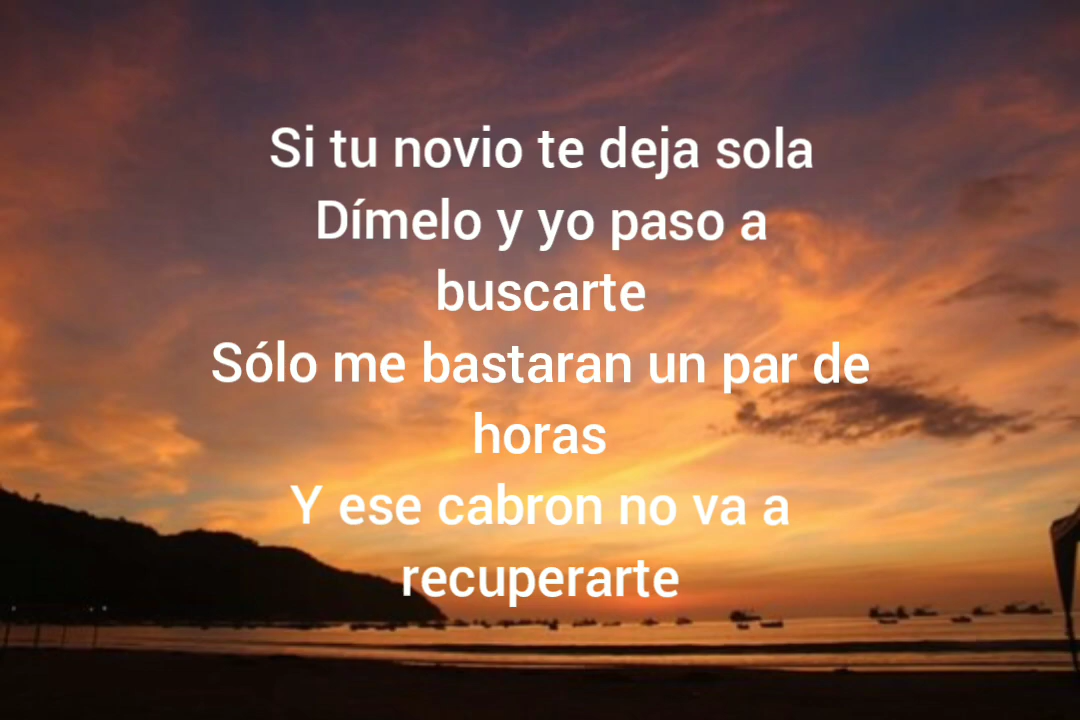 Si tu novio te deja sola
Dímelo y yo paso a
buscarte
Sólo me bastaran un par de
horas
Y ese cabron no va a
recuperarte